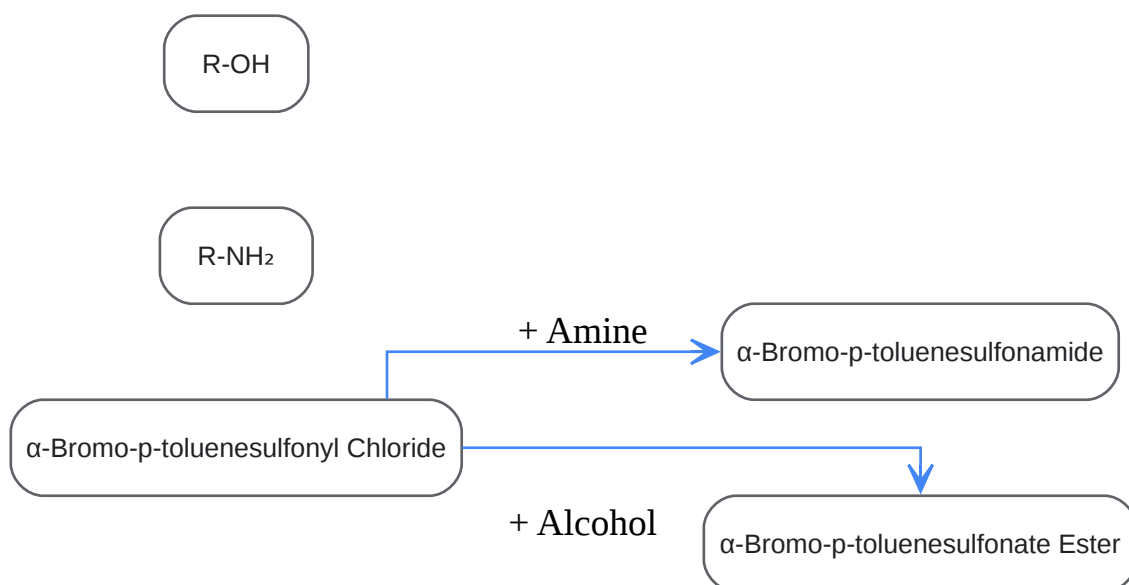 R-OH
R-NH₂
+ Amine
α-Bromo-p-toluenesulfonamide
α-Bromo-p-toluenesulfonyl Chloride
+ Alcohol
α-Bromo-p-toluenesulfonate Ester